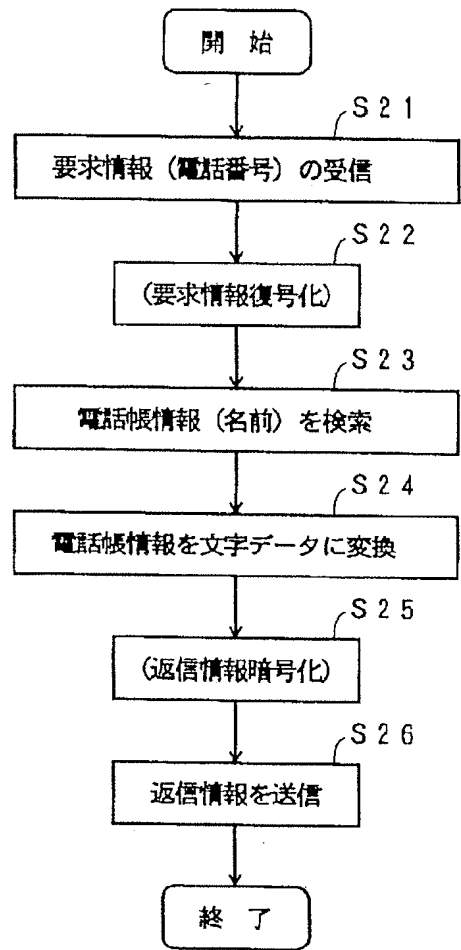 開 始
S21
要求情報（電話番号）の受信
S22
（要求情報復号化）
S23
電話帳情報（名前）を検索
S24
電話帳情報を文字データに変換
S25
（返信情報暗号化）
S26
返信情報を送信
終 了